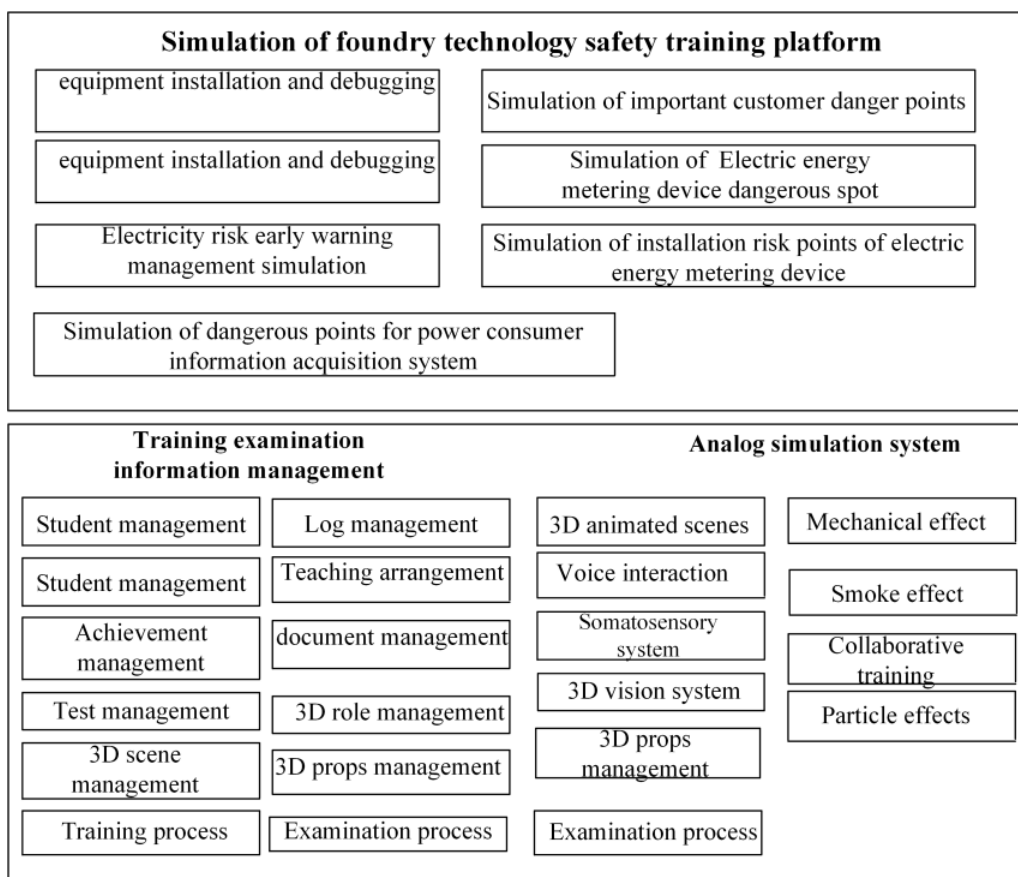 Simulation of foundry technology safety training platform
equipment installation and debugging
Simulation of important customer danger points
equipment installation and debugging
Simulation of Electric energy
metering device dangerous spot
Electricity risk early warning
management simulation
Simulation of installation risk points of electric
energy metering device
Simulation of dangerous points for power consumer
information acquisition system
Training examination
information management
Student management
Log management
Student management
Teaching arrangement
Achievement
management
document management
Test management
3D role management
3D scene
management
3D props management
Training process
Examination process
Analog simulation system
3D animated scenes
Mechanical effect
Voice interaction
Smoke effect
Somatosensory
system
Collaborative
training
3D vision system
Particle effects
3D props
management
Examination process